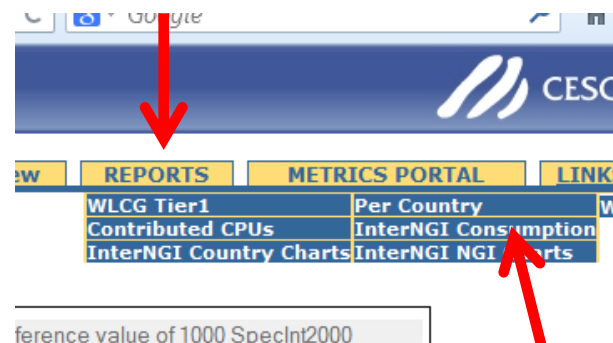 Google
CESC
ew REPORTS METRICS PORTAL LINK
WLCG Tier1 Per Country W
Contributed CPUs InterNGI Consumption
InterNGI Country Charts InterNGI NGI Charts
ference value of 1000 SpecInt2000